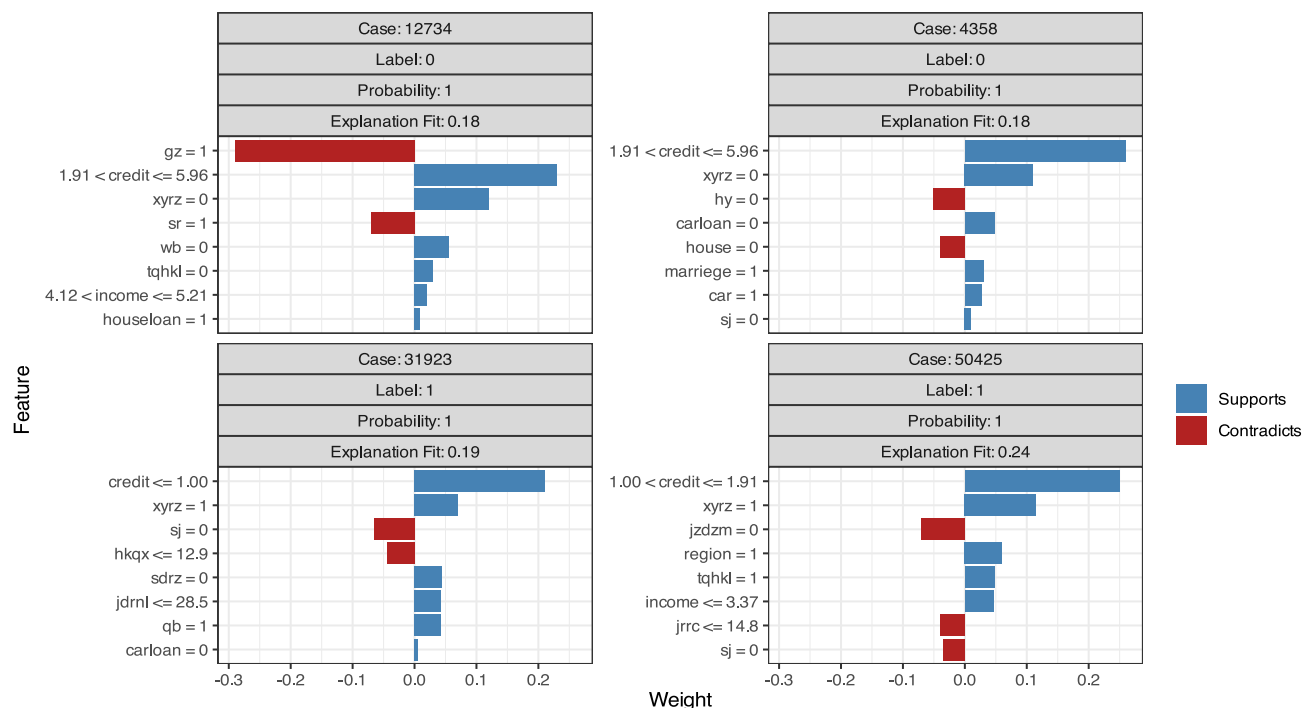 Case: 12734
Label: 0
Probability: 1
Explanation Fit: 0.18
gz = 1
1.91 < credit <= 5.96
xyrz = 0
sr = 1
wb = 0
tqhkl = 0
4.12 < income <= 5.21
houseloan = 1
Case: 4358
Label: 0
Probability: 1
Explanation Fit: 0.18
1.91 < credit <= 5.96
xyrz = 0
hy = 0
carloan = 0
house = 0
marriege = 1
car = 1
sj = 0
Feature
Case: 31923
Label: 1
Probability: 1
Explanation Fit: 0.19
credit <= 1.00
xyrz = 1
sj = 0
hkqx <= 12.9
sdrz = 0
jdrnl <= 28.5
qb = 1
carloan = 0
-0.3 -0.2 -0.1 0.0 0.1 0.2
Case: 50425
Label: 1
Probability: 1
Explanation Fit: 0.24
1.00 < credit <= 1.91
xyrz = 1
jzdzm = 0
region = 1
tqhkl = 1
income <= 3.37
jrrc <= 14.8
sj = 0
-0.3 -0.2 -0.1 0.0 0.1 0.2
Weight
Supports
Contradicts